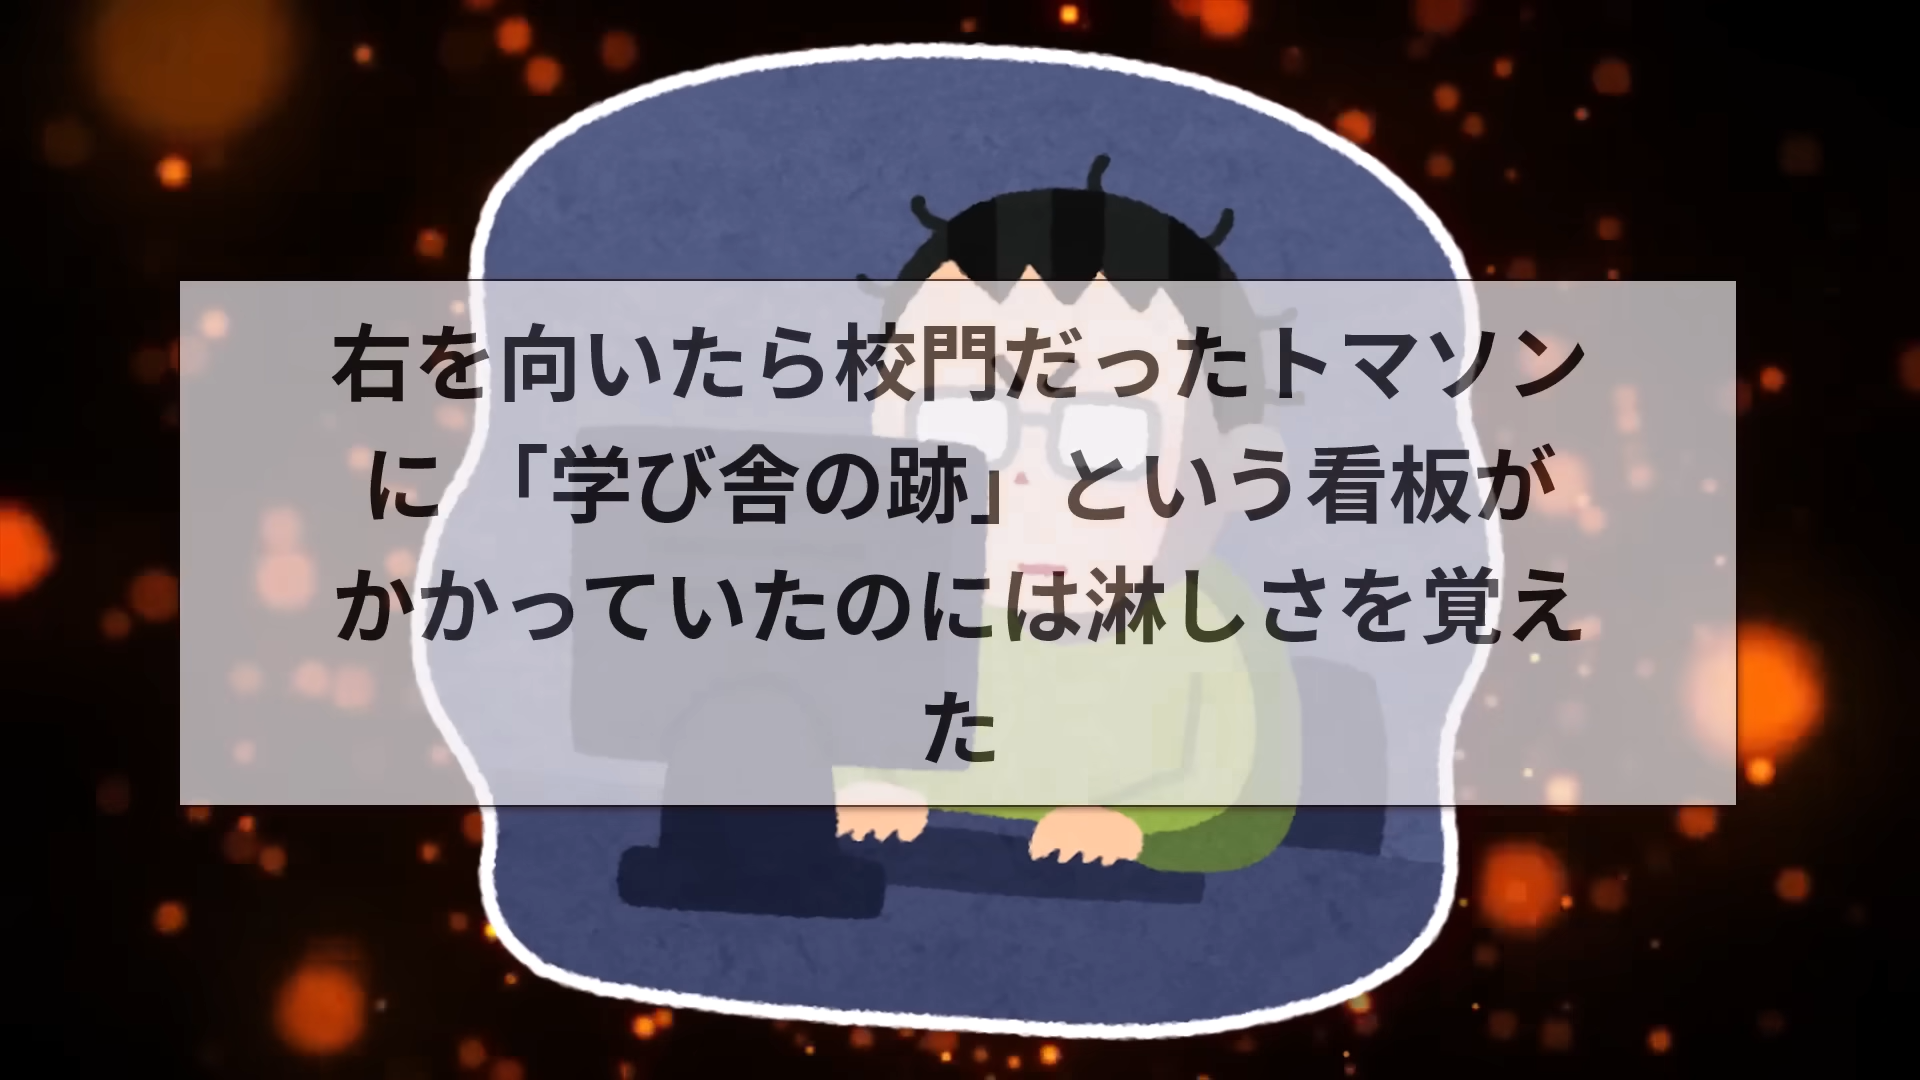 右を向いたら校門だったトマソン
に「学び舎の跡」という看板が
かかっていたのには淋しさを覚え
た